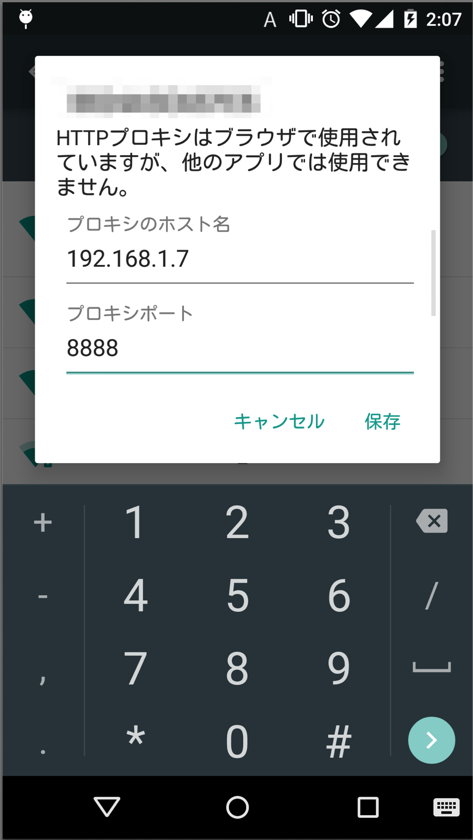 A 2:07
HTTPプロキシはブラウザで使用され
ていますが、他のアプリでは使用でき
ません。
プロキシのホスト名
192.168.1.7
プロキシポート
8888
キャンセル 保存
+ 1 2 3
- 4 5 6 /
, 7 8 9
. * 0 #